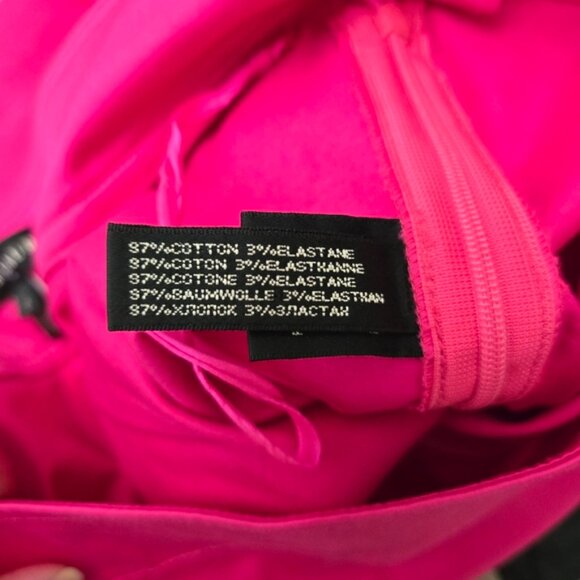 97%COTTON 3%ELASTANE
97%COTON 3%ELASTHANNE
97%COTONE 3%ELASTANE
97%BAUMWOLLE 3%ELASTHAN
97%ХЛОПОК 3%ЭЛАСТАН